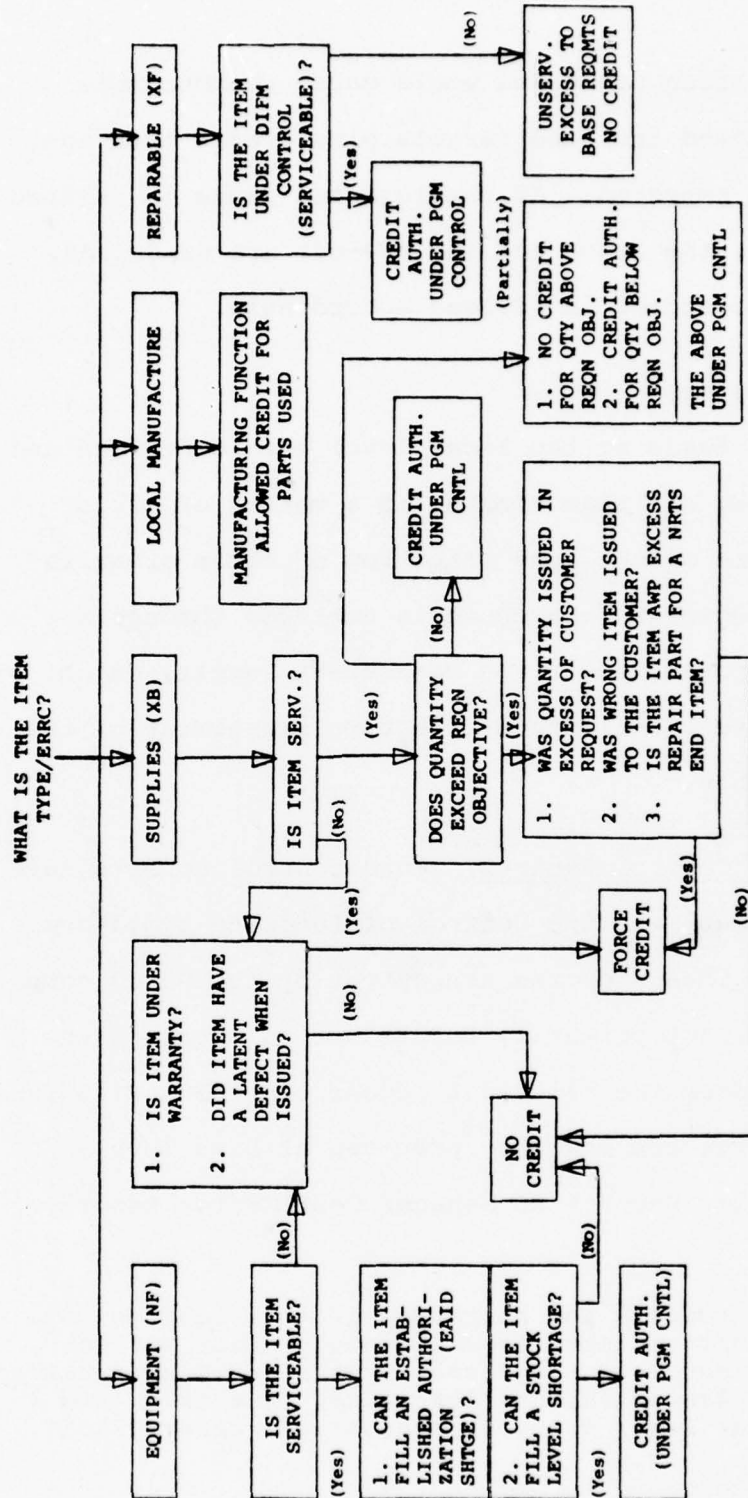 WHAT IS THE ITEM
TYPE/ERRC?
EQUIPMENT (NF)
SUPPLIES (XB)
LOCAL MANUFACTURE
REPARABLE (XF)
IS THE ITEM
SERVICEABLE?
(No)
(Yes)
1. CAN THE ITEM
FILL AN ESTAB-
LISHED AUTHORI-
ZATION (EAID
SHTGE)?
2. CAN THE ITEM
FILL A STOCK
LEVEL SHORTAGE?
(No)
(Yes)
CREDIT AUTH.
(UNDER PGM CNTL)
1. IS ITEM UNDER
WARRANTY?
2. DID ITEM HAVE
A LATENT
DEFECT WHEN
ISSUED?
(No)
(Yes)
NO
CREDIT
FORCE
CREDIT
IS ITEM SERV.?
(No)
(Yes)
DOES QUANTITY
EXCEED REQN
OBJECTIVE?
(No)
(Yes)
(Partially)
CREDIT AUTH.
UNDER PGM
CNTL
1. WAS QUANTITY ISSUED IN
EXCESS OF CUSTOMER
REQUEST?
2. WAS WRONG ITEM ISSUED
TO THE CUSTOMER?
3. IS THE ITEM AWP EXCESS
REPAIR PART FOR A NRTS
END ITEM?
(Yes)
(No)
1. NO CREDIT
FOR QTY ABOVE
REQN OBJ.
2. CREDIT AUTH.
FOR QTY BELOW
REQN OBJ.
THE ABOVE
UNDER PGM CNTL
MANUFACTURING FUNCTION
ALLOWED CREDIT FOR
PARTS USED
IS THE ITEM
UNDER DIFM
CONTROL
(SERVICEABLE)?
(Yes)
(No)
CREDIT
AUTH.
UNDER PGM
CONTROL
UNSERV.
EXCESS TO
BASE REQMTS
NO CREDIT